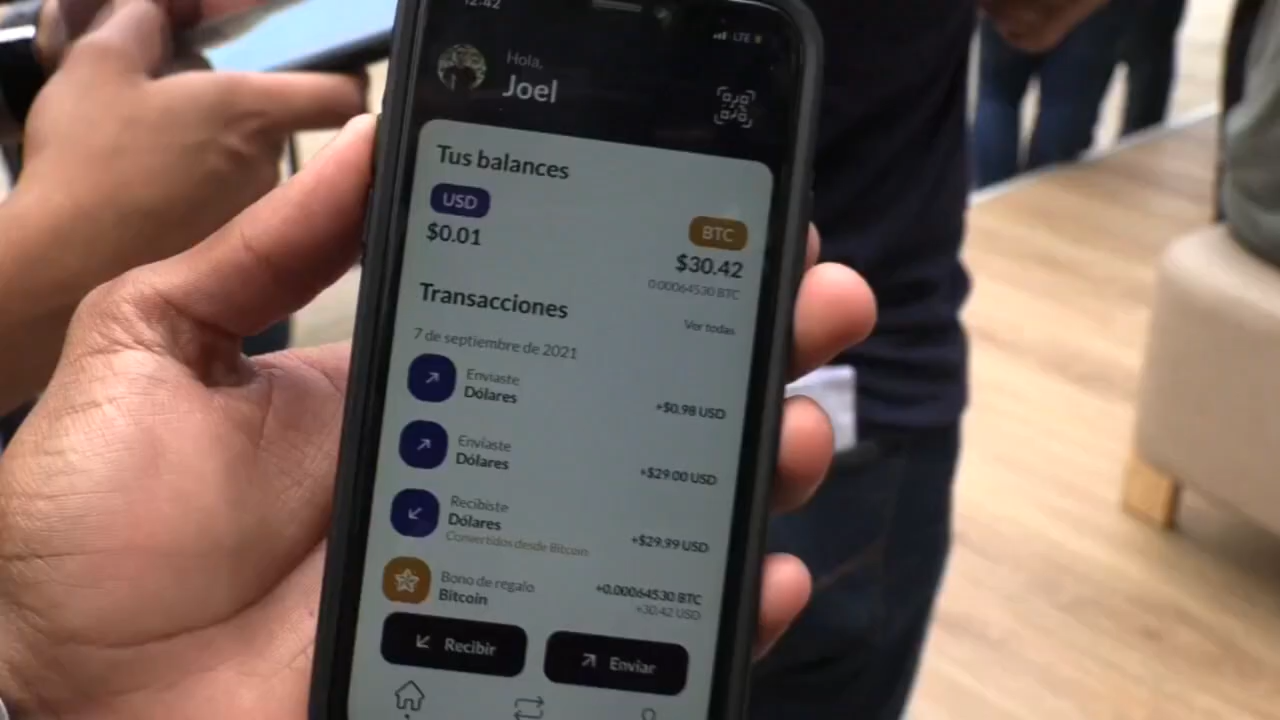 12:42
LTE
Hola,
Joel
Tus balances
USD
$0.01
BTC
$30.42
0.00064530 BTC
Transacciones
Ver todas
7 de septiembre de 2021
Enviaste
Dólares
+$0.98 USD
Enviaste
Dólares
+$29.00 USD
Recibiste
Dólares
Convertidos desde Bitcoin
+$29.99 USD
Bono de regalo
Bitcoin
+0.00064530 BTC
+30.42 USD
Recibir
Enviar